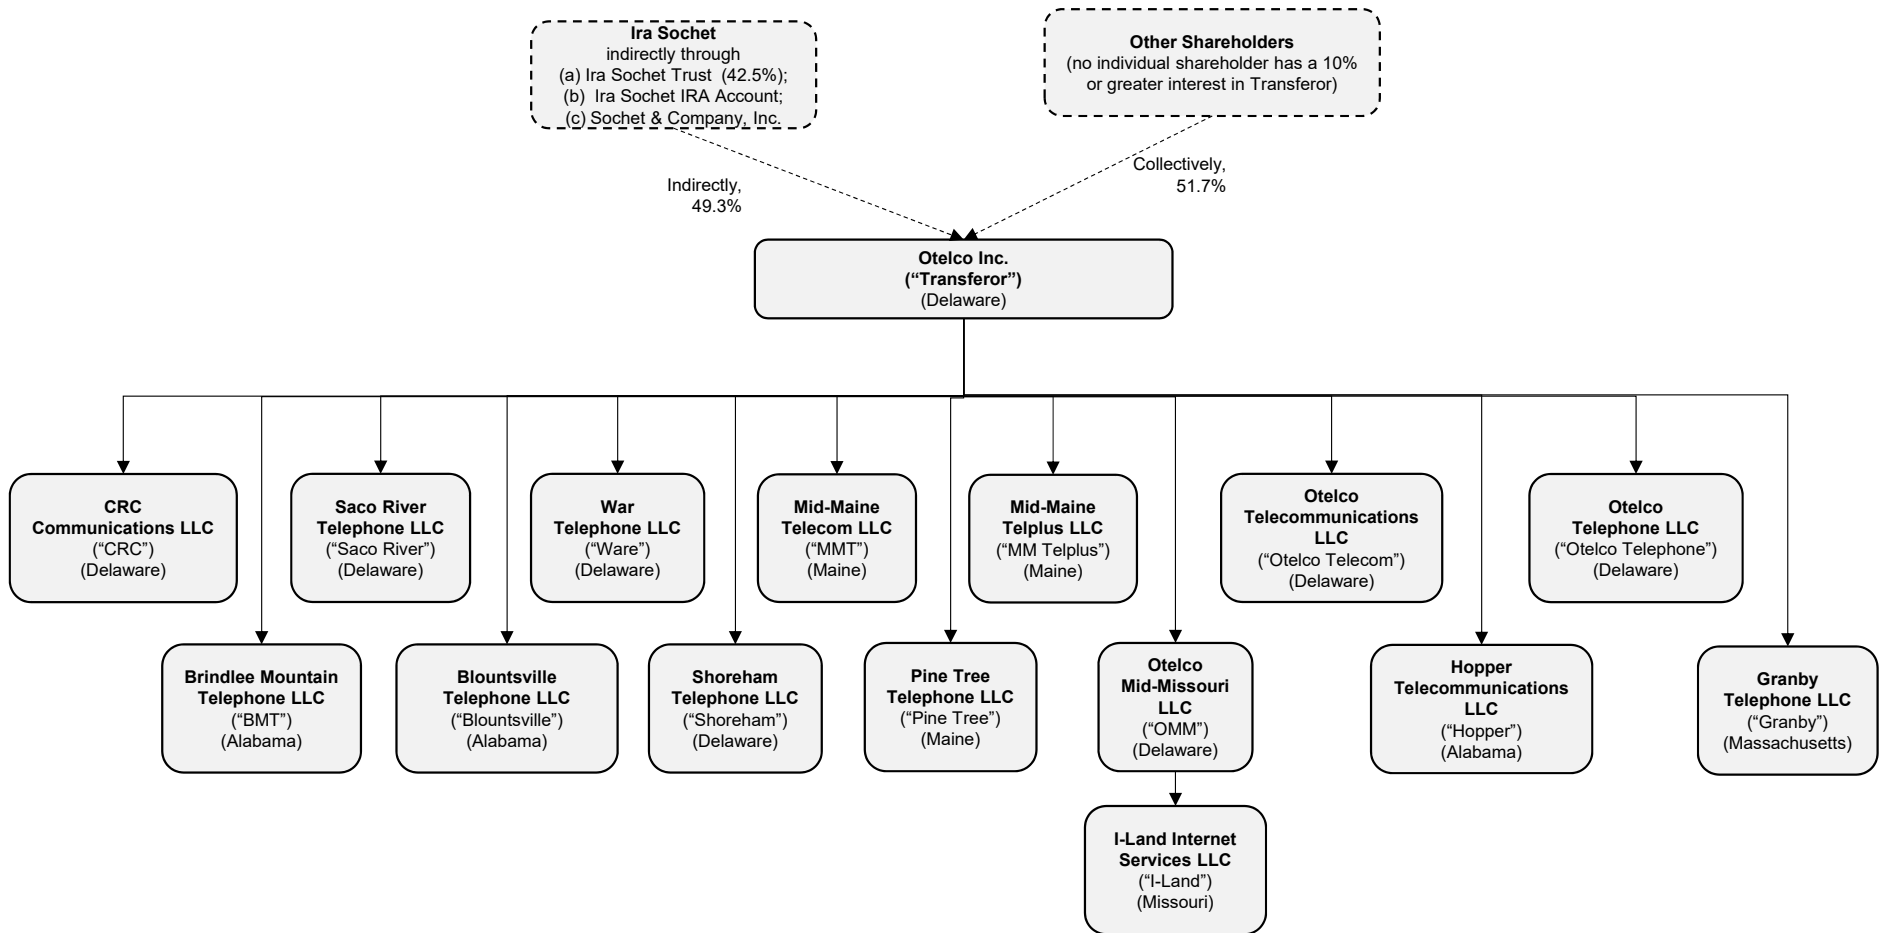 Ira Sochet
indirectly through
(a) Ira Sochet Trust (42.5%);
(b) Ira Sochet IRA Account;
(c) Sochet & Company, Inc.
Other Shareholders
(no individual shareholder has a 10%
or greater interest in Transferor)
Indirectly,
49.3%
Collectively,
51.7%
Otelco Inc.
(“Transferor”)
(Delaware)
CRC
Communications LLC
(“CRC”)
(Delaware)
Saco River
Telephone LLC
(“Saco River”)
(Delaware)
War
Telephone LLC
(“Ware”)
(Delaware)
Mid-Maine
Telecom LLC
(“MMT”)
(Maine)
Mid-Maine
Telplus LLC
(“MM Telplus”)
(Maine)
Otelco
Telecommunications
LLC
(“Otelco Telecom”)
(Delaware)
Otelco
Telephone LLC
(“Otelco Telephone”)
(Delaware)
Brindlee Mountain
Telephone LLC
(“BMT”)
(Alabama)
Blountsville
Telephone LLC
(“Blountsville”)
(Alabama)
Shoreham
Telephone LLC
(“Shoreham”)
(Delaware)
Pine Tree
Telephone LLC
(“Pine Tree”)
(Maine)
Otelco
Mid-Missouri
LLC
(“OMM”)
(Delaware)
Hopper
Telecommunications
LLC
(“Hopper”)
(Alabama)
Granby
Telephone LLC
(“Granby”)
(Massachusetts)
I-Land Internet
Services LLC
(“I-Land”)
(Missouri)